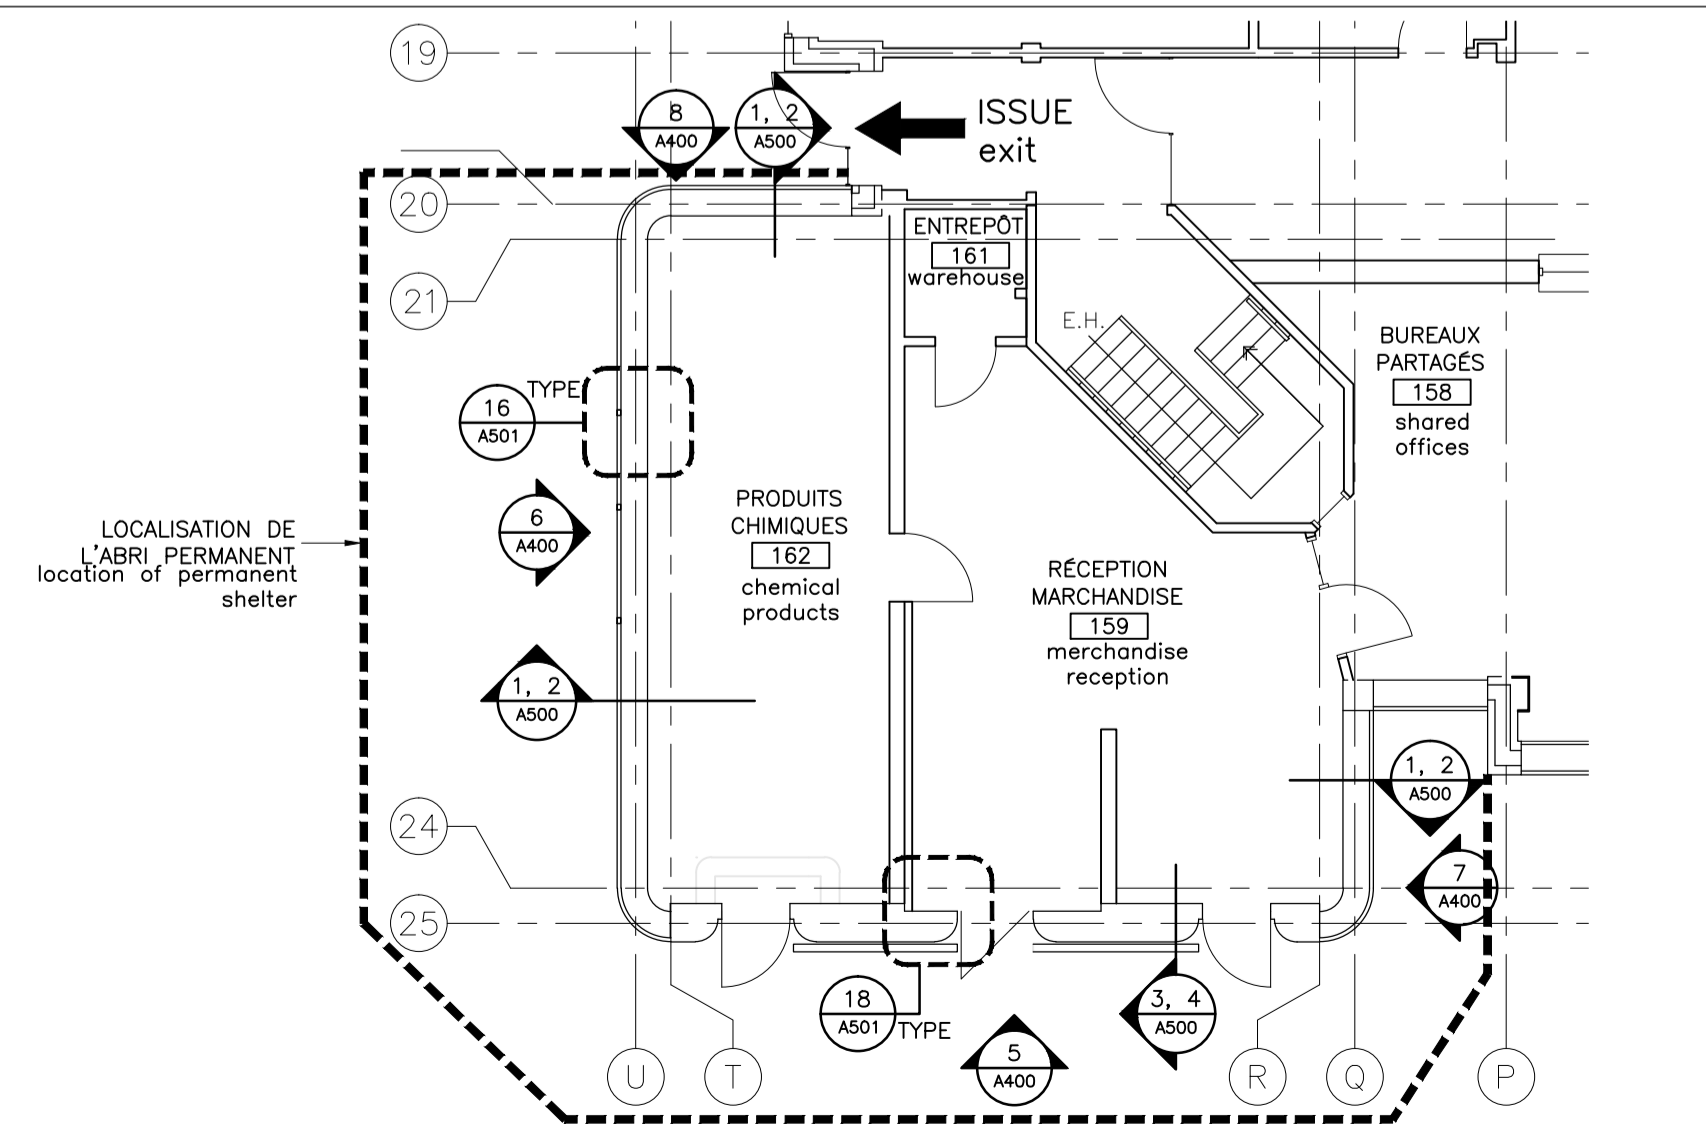 19
8
A400
1, 2
A500
ISSUE
exit
20
ENTREPÔT
161
warehouse
21
E.H.
BUREAUX
PARTAGÉS
158
shared
offices
TYPE
16
A501
6
A400
PRODUITS
CHIMIQUES
162
chemical
products
LOCALISATION DE
L'ABRI PERMANENT
location of permanent
shelter
RÉCEPTION
MARCHANDISE
159
merchandise
reception
1, 2
A500
1, 2
A500
24
7
A400
25
18
A501
TYPE
3, 4
A500
5
A400
U
T
R
Q
P